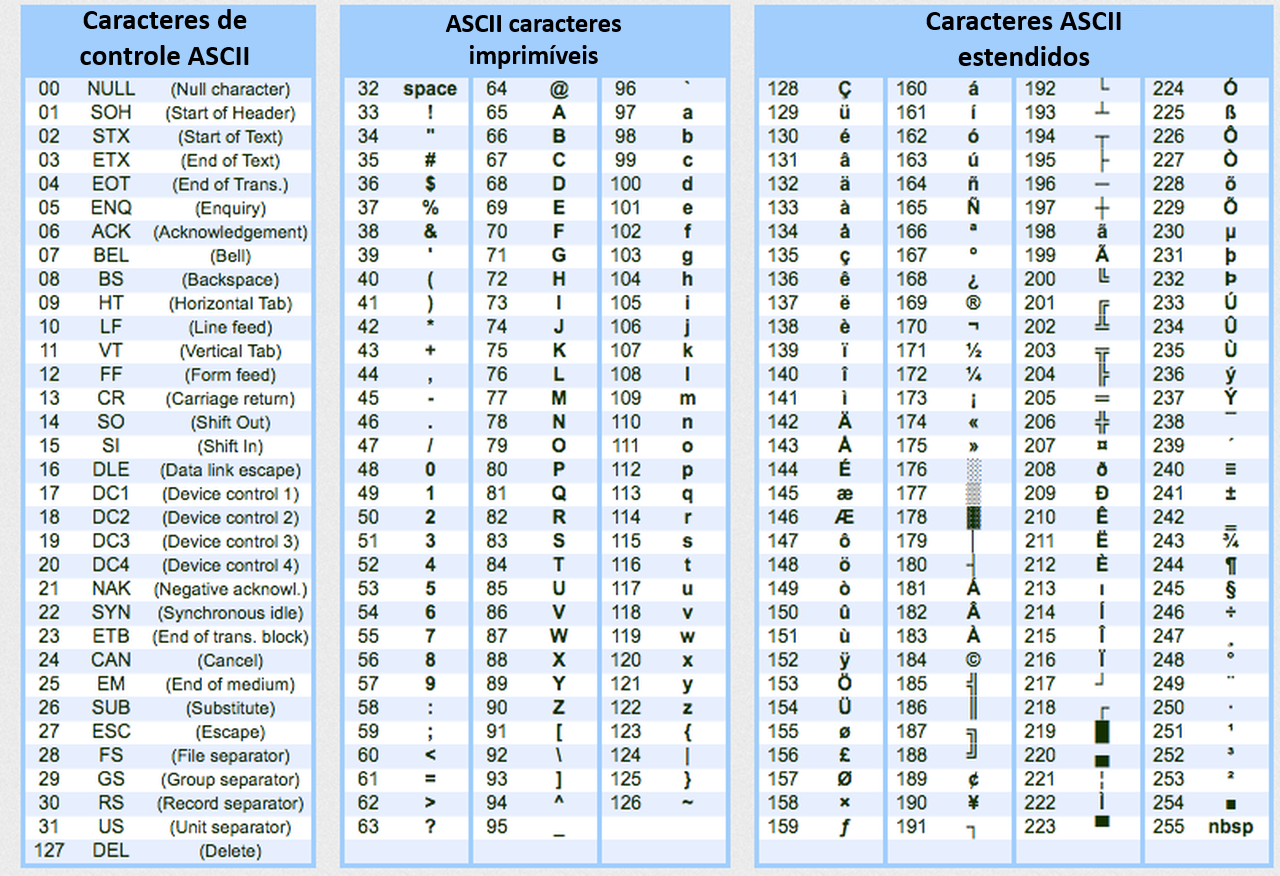 Caracteres de
controle ASCII
00 NULL (Null character)
01 SOH (Start of Header)
02 STX (Start of Text)
03 ETX (End of Text)
04 EOT (End of Trans.)
05 ENQ (Enquiry)
06 ACK (Acknowledgement)
07 BEL (Bell)
08 BS (Backspace)
09 HT (Horizontal Tab)
10 LF (Line feed)
11 VT (Vertical Tab)
12 FF (Form feed)
13 CR (Carriage return)
14 SO (Shift Out)
15 SI (Shift In)
16 DLE (Data link escape)
17 DC1 (Device control 1)
18 DC2 (Device control 2)
19 DC3 (Device control 3)
20 DC4 (Device control 4)
21 NAK (Negative acknowl.)
22 SYN (Synchronous idle)
23 ETB (End of trans. block)
24 CAN (Cancel)
25 EM (End of medium)
26 SUB (Substitute)
27 ESC (Escape)
28 FS (File separator)
29 GS (Group separator)
30 RS (Record separator)
31 US (Unit separator)
127 DEL (Delete)
ASCII caracteres
imprimíveis
32 space 64 @ 96 `
33 ! 65 A 97 a
34 " 66 B 98 b
35 # 67 C 99 c
36 $ 68 D 100 d
37 % 69 E 101 e
38 & 70 F 102 f
39 ' 71 G 103 g
40 ( 72 H 104 h
41 ) 73 I 105 i
42 * 74 J 106 j
43 + 75 K 107 k
44 , 76 L 108 l
45 - 77 M 109 m
46 . 78 N 110 n
47 / 79 O 111 o
48 0 80 P 112 p
49 1 81 Q 113 q
50 2 82 R 114 r
51 3 83 S 115 s
52 4 84 T 116 t
53 5 85 U 117 u
54 6 86 V 118 v
55 7 87 W 119 w
56 8 88 X 120 x
57 9 89 Y 121 y
58 : 90 Z 122 z
59 ; 91 [ 123 {
60 < 92 \ 124 |
61 = 93 ] 125 }
62 > 94 ^ 126 ~
63 ? 95 _
Caracteres ASCII
estendidos
128 Ç 160 á 192 └ 224 Ó
129 ü 161 í 193 ┴ 225 ß
130 é 162 ó 194 ┬ 226 Ô
131 â 163 ú 195 ├ 227 Ò
132 ä 164 ñ 196 ─ 228 õ
133 à 165 Ñ 197 ┼ 229 Õ
134 å 166 ª 198 ã 230 µ
135 ç 167 º 199 Ã 231 þ
136 ê 168 ¿ 200 ╚ 232 Þ
137 ë 169 ® 201 ╔ 233 Ú
138 è 170 ¬ 202 ╩ 234 Û
139 ï 171 ½ 203 ╦ 235 Ù
140 î 172 ¼ 204 ╠ 236 ý
141 ì 173 ¡ 205 ═ 237 Ý
142 Ä 174 « 206 ╬ 238 ¯
143 Å 175 » 207 ¤ 239 ´
144 É 176 ░ 208 ð 240 ≡
145 æ 177 ▒ 209 Ð 241 ±
146 Æ 178 ▓ 210 Ê 242 ‗
147 ô 179 │ 211 Ë 243 ¾
148 ö 180 ┤ 212 È 244 ¶
149 ò 181 Á 213 ı 245 §
150 û 182 Â 214 Í 246 ÷
151 ù 183 À 215 Î 247 ¸
152 ÿ 184 © 216 Ï 248 °
153 Ö 185 ╣ 217 ┘ 249 ¨
154 Ü 186 ║ 218 ┌ 250 ·
155 ø 187 ╗ 219 █ 251 ¹
156 £ 188 ╝ 220 ▄ 252 ³
157 Ø 189 ¢ 221 ¦ 253 ²
158 × 190 ¥ 222 Ì 254 ■
159 ƒ 191 ┐ 223 ▀ 255 nbsp